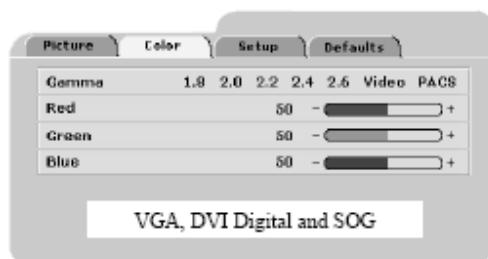 Picture Color Setup Defaults
Gamma 1.8 2.0 2.2 2.4 2.6 Video PACS
Red 50 - +
Green 50 - +
Blue 50 - +
VGA, DVI Digital and SOG